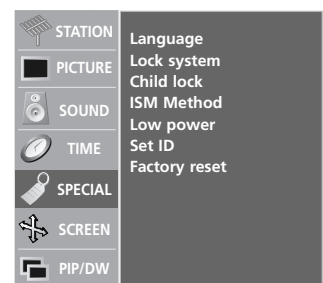 STATION
PICTURE
SOUND
TIME
SPECIAL
SCREEN
PIP/DW
Language
Lock system
Child lock
ISM Method
Low power
Set ID
Factory reset